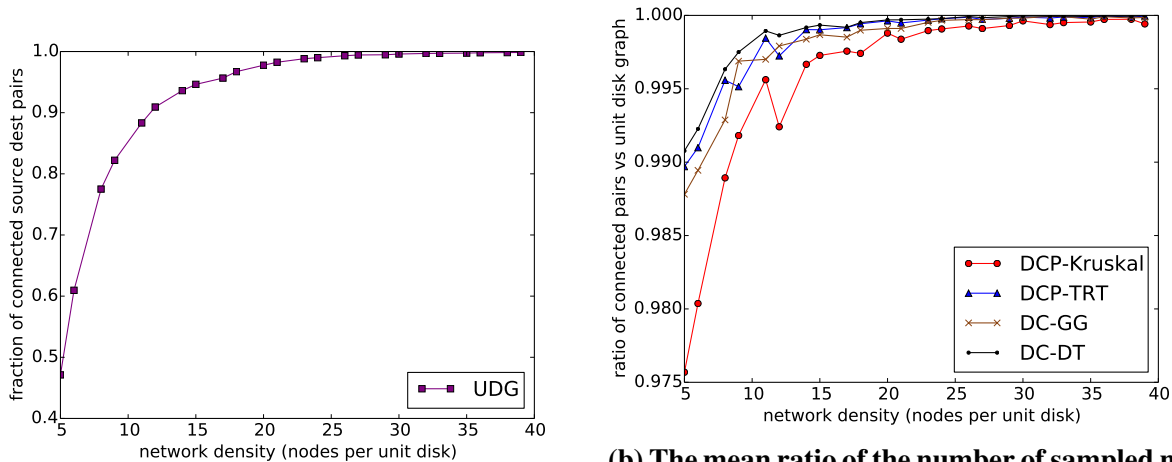 fraction of connected source dest pairs
1.0
0.9
0.8
0.7
0.6
0.5
0.4
UDG
5 10 15 20 25 30 35 40
network density (nodes per unit disk)
ratio of connected pairs vs unit disk graph
1.000
0.995
0.990
0.985
0.980
0.975
DCP-Kruskal
DCP-TRT
DC-GG
DC-DT
5 10 15 20 25 30 35 40
network density (nodes per unit disk)
(b) The mean ratio of the number of sampled